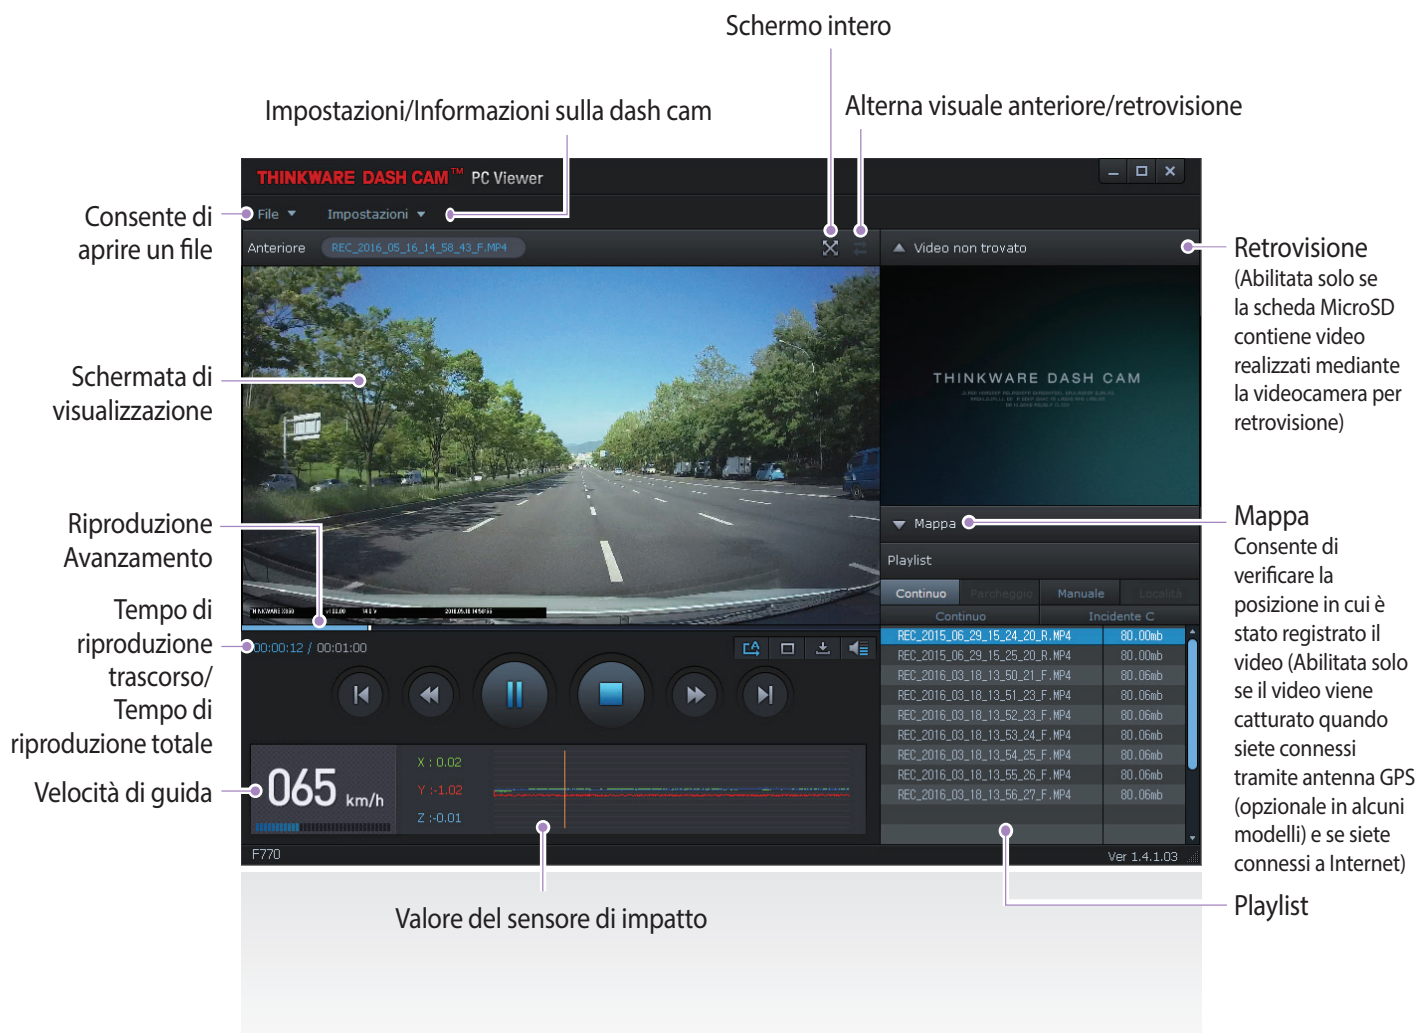 Schermo intero
Impostazioni/Informazioni sulla dash cam
Alterna visuale anteriore/retrovisione
THINKWARE DASH CAM™ PC Viewer
Consente di
aprire un file
File
Impostazioni
Anteriore
REC_2016_05_16_14_58_43_F.MP4
Video non trovato
Retrovisione
(Abilitata solo se
la scheda MicroSD
contiene video
realizzati mediante
la videocamera per
retrovisione)
THINKWARE DASH CAM
Schermata di
visualizzazione
Riproduzione
Avanzamento
Mappa
Mappa
Consente di
verificare la
posizione in cui è
stato registrato il
video (Abilitata solo
se il video viene
catturato quando
siete connessi
tramite antenna GPS
(opzionale in alcuni
modelli) e se siete
connessi a Internet)
Playlist
Continuo Parcheggio Manuale Località
Continuo Incidente C
REC_2015_06_29_15_24_20_R.MP4 80.00mb
REC_2015_06_29_15_25_20_R.MP4 80.00mb
REC_2016_03_18_13_50_21_F.MP4 80.06mb
REC_2016_03_18_13_51_23_F.MP4 80.06mb
REC_2016_03_18_13_52_23_F.MP4 80.06mb
REC_2016_03_18_13_53_24_F.MP4 80.06mb
REC_2016_03_18_13_54_25_F.MP4 80.06mb
REC_2016_03_18_13_55_26_F.MP4 80.06mb
REC_2016_03_18_13_56_27_F.MP4 80.06mb
Tempo di
riproduzione
trascorso/
Tempo di
riproduzione totale
00:00:12 / 00:01:00
Velocità di guida
065 km/h
X : 0.02
Y :-1.02
Z :-0.01
F770
Ver 1.4.1.03
Valore del sensore di impatto
Playlist